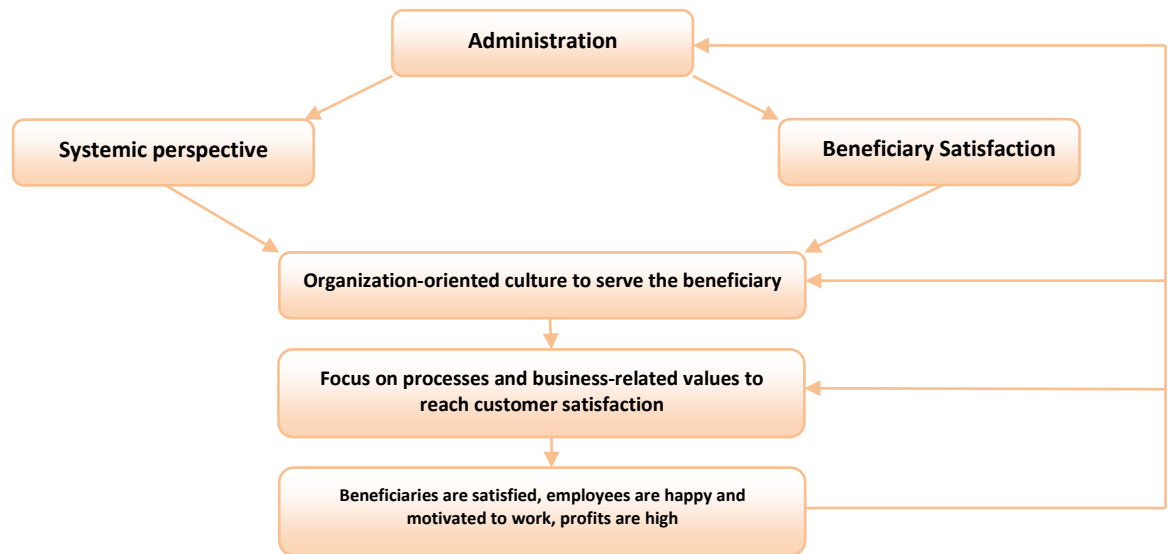 Administration
Systemic perspective
Beneficiary Satisfaction
Organization-oriented culture to serve the beneficiary
Focus on processes and business-related values to
reach customer satisfaction
Beneficiaries are satisfied, employees are happy and
motivated to work, profits are high